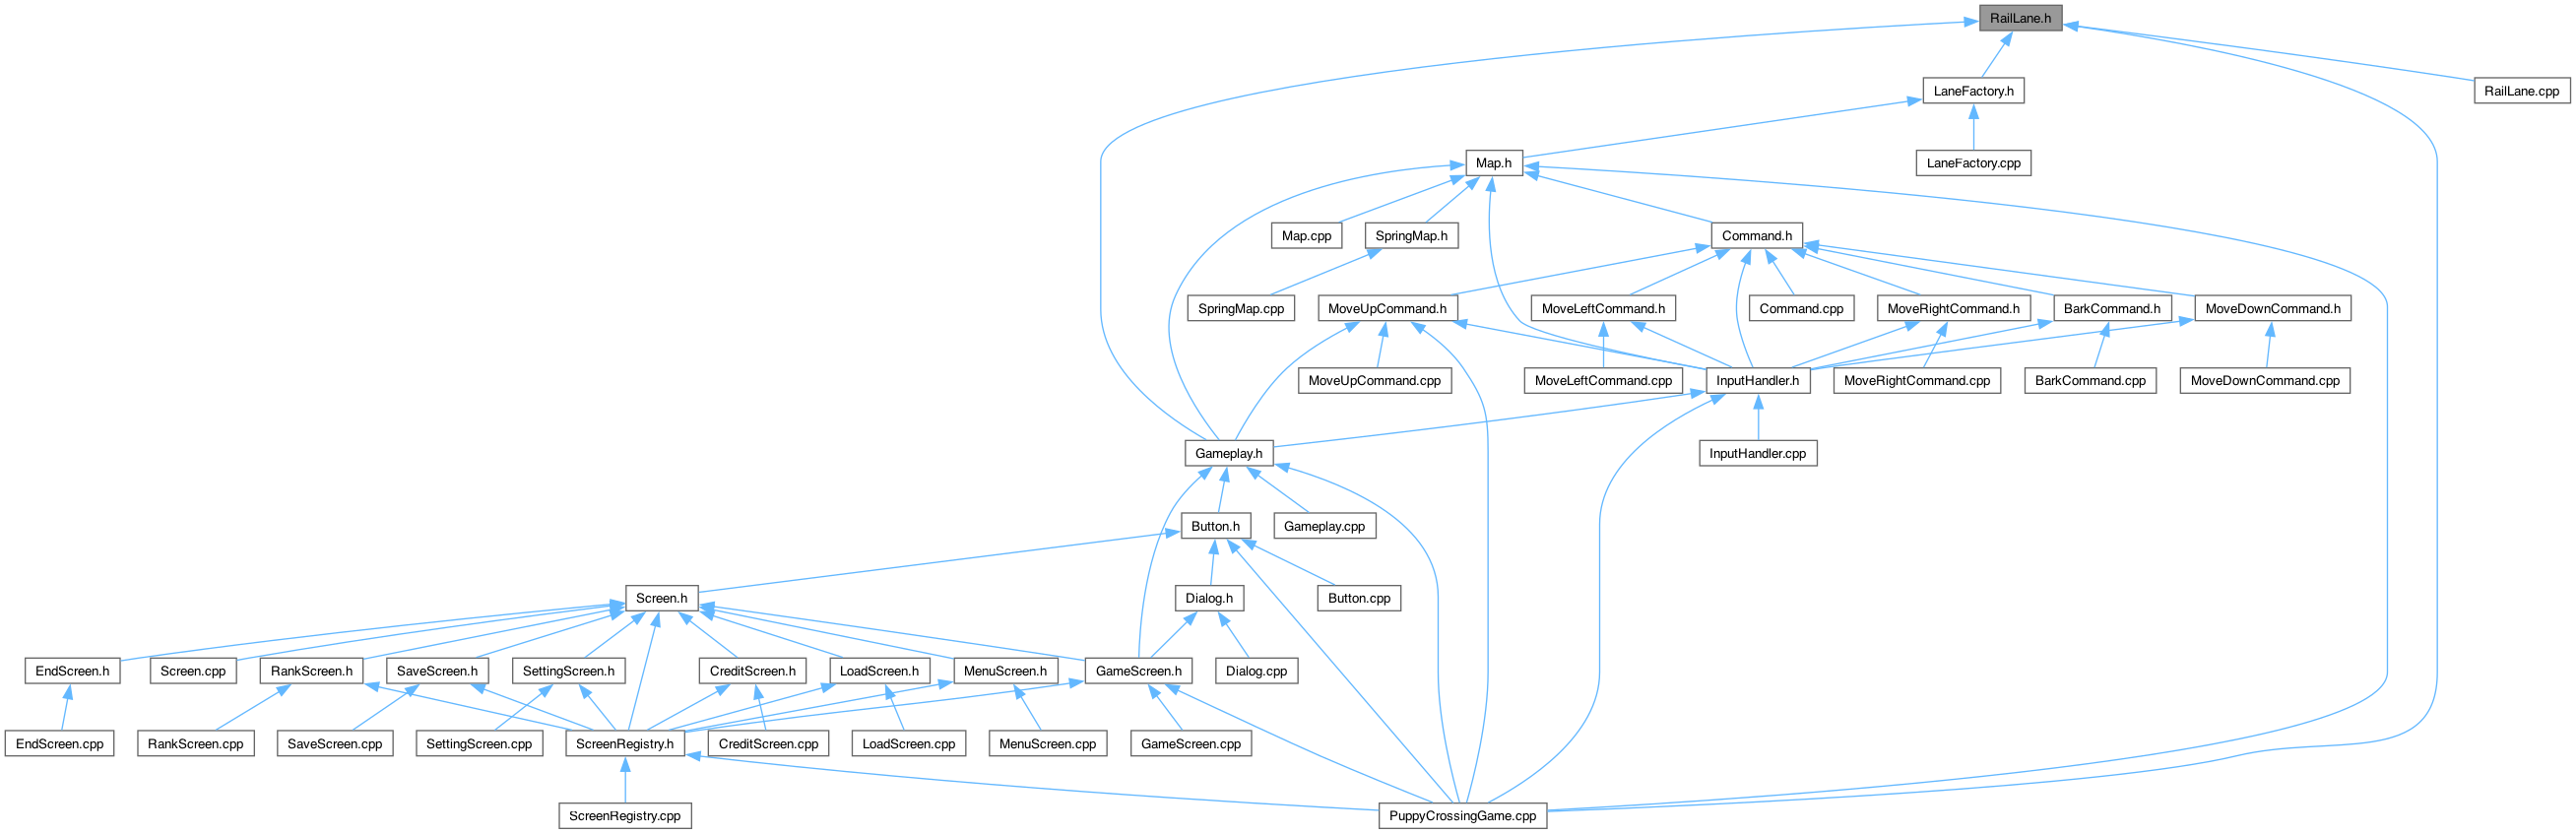 RailLane.h
LaneFactory.h
RailLane.cpp
Map.h
LaneFactory.cpp
Map.cpp
SpringMap.h
Command.h
SpringMap.cpp
MoveUpCommand.h
MoveLeftCommand.h
Command.cpp
MoveRightCommand.h
BarkCommand.h
MoveDownCommand.h
MoveUpCommand.cpp
MoveLeftCommand.cpp
InputHandler.h
MoveRightCommand.cpp
BarkCommand.cpp
MoveDownCommand.cpp
Gameplay.h
InputHandler.cpp
Button.h
Gameplay.cpp
Screen.h
Dialog.h
Button.cpp
EndScreen.h
Screen.cpp
RankScreen.h
SaveScreen.h
SettingScreen.h
CreditScreen.h
LoadScreen.h
MenuScreen.h
GameScreen.h
Dialog.cpp
EndScreen.cpp
RankScreen.cpp
SaveScreen.cpp
SettingScreen.cpp
ScreenRegistry.h
CreditScreen.cpp
LoadScreen.cpp
MenuScreen.cpp
GameScreen.cpp
ScreenRegistry.cpp
PuppyCrossingGame.cpp